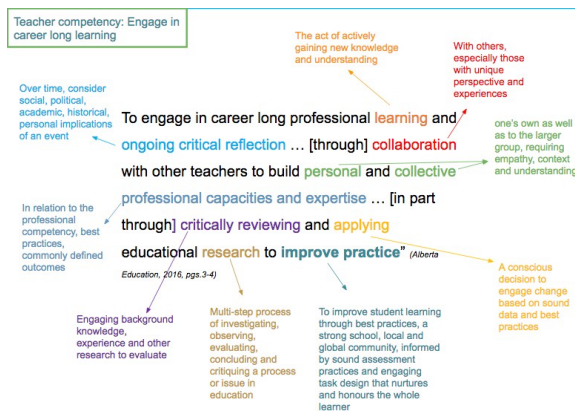 Teacher competency: Engage in
career long learning
The act of actively
gaining new knowledge
and understanding
With others,
especially those
with unique
perspective and
experiences
Over time, consider
social, political,
academic, historical,
personal implications
of an event
To engage in career long professional learning and
ongoing critical reflection … [through] collaboration
with other teachers to build personal and collective
professional capacities and expertise … [in part
through] critically reviewing and applying
educational research to improve practice” (Alberta
Education, 2016, pgs.3-4)
one's own as well
as to the larger
group, requiring
empathy, context
and understanding
In relation to the
professional
competency, best
practices,
commonly defined
outcomes
A conscious
decision to
engage change
based on sound
data and best
practices
Engaging background
knowledge,
experience and other
research to evaluate
Multi-step process
of investigating,
observing,
evaluating,
concluding and
critiquing a process
or issue in
education
To improve student learning
through best practices, a
strong school, local and
global community, informed
by sound assessment
practices and engaging
task design that nurtures
and honours the whole
learner